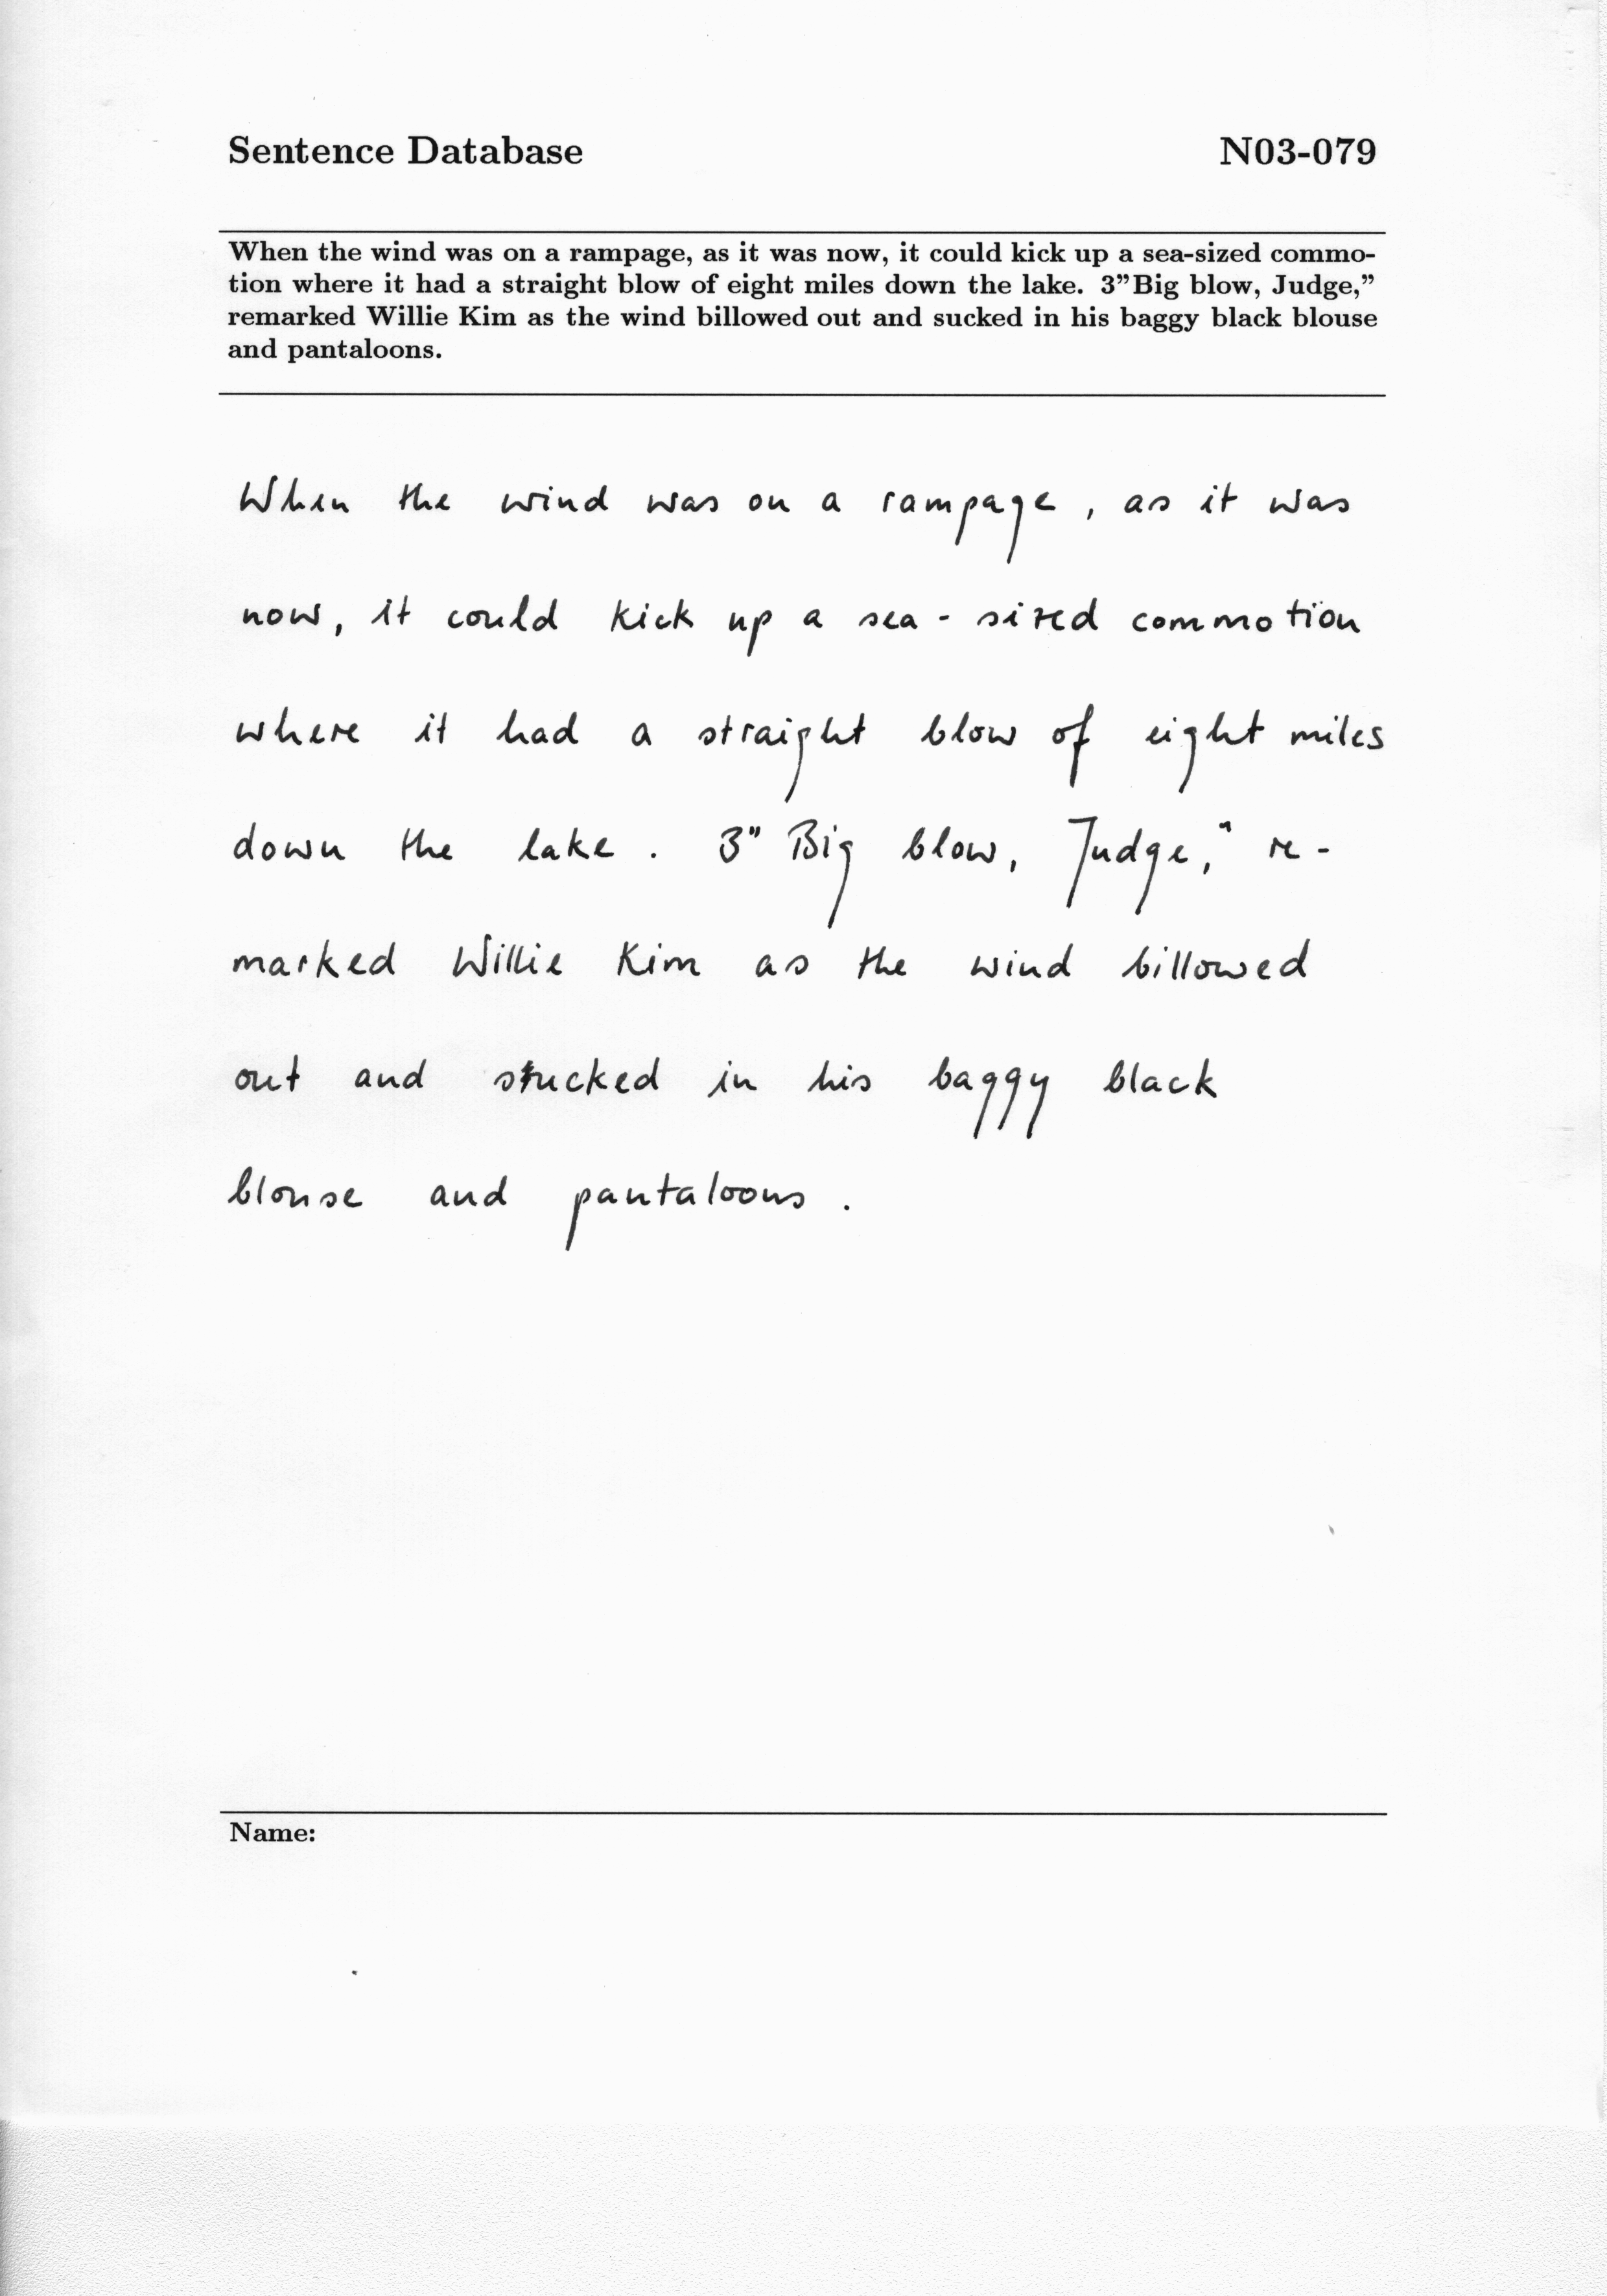 Sentence Database N03-079
When the wind was on a rampage, as it was now, it could kick up a sea-sized commo-
tion where it had a straight blow of eight miles down the lake. 3”Big blow, Judge,”
remarked Willie Kim as the wind billowed out and sucked in his baggy black blouse
and pantaloons.
When the wind was on a rampage, as it was
now, it could kick up a sea-sized commotion
where it had a straight blow of eight miles
down the lake. 3" Big blow, Judge," re-
marked Willie Kim as the wind billowed
out and stucked in his baggy black
blouse and pantaloons.
Name: